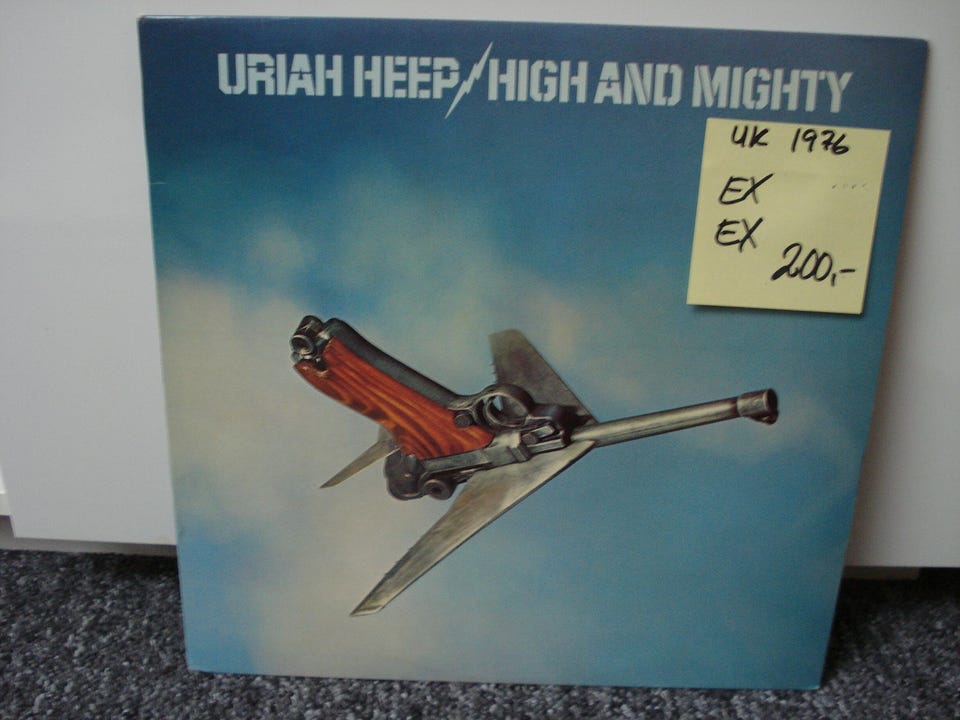 URIAH HEEP/HIGH AND MIGHTY
UK 1976
EX
EX
200,-